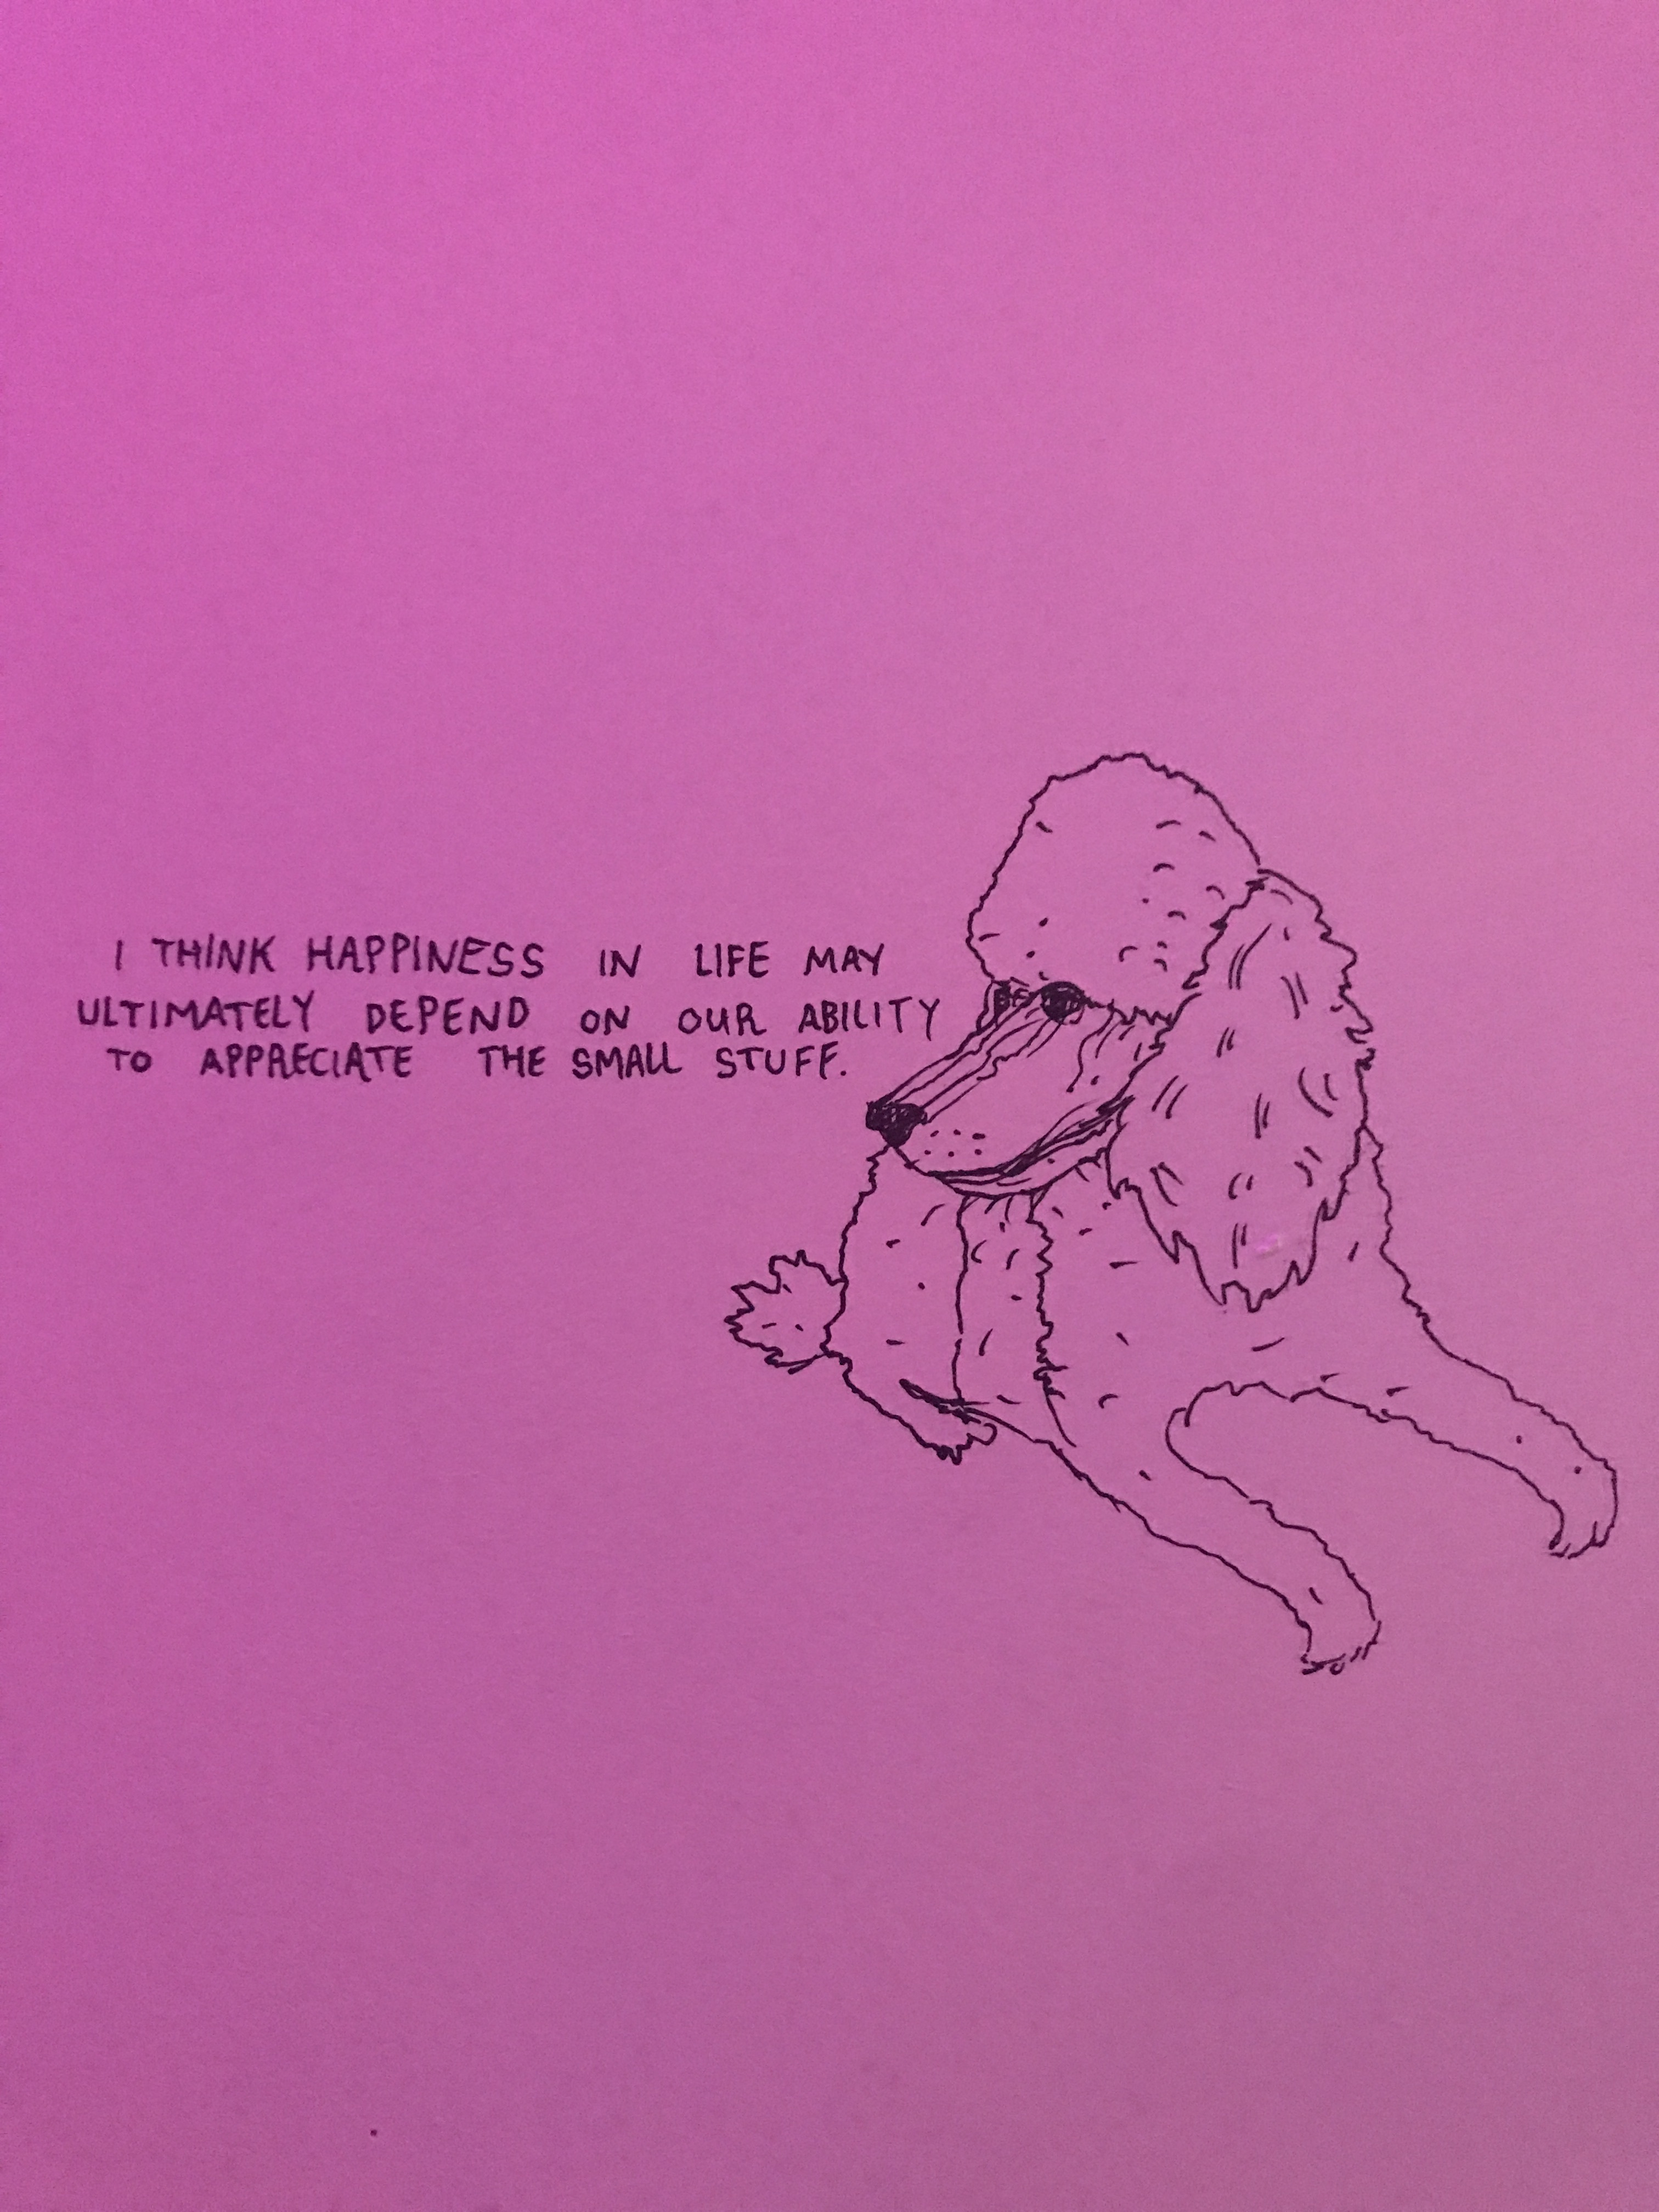 I THINK HAPPINESS IN LIFE MAY
ULTIMATELY DEPEND ON OUR ABILITY
TO APPRECIATE THE SMALL STUFF.